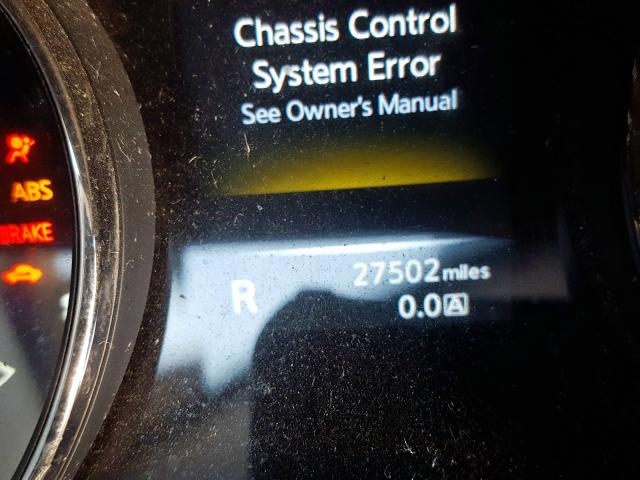 Chassis Control
System Error
See Owner's Manual
ABS
BRAKE
R
27502 miles
0.0 A